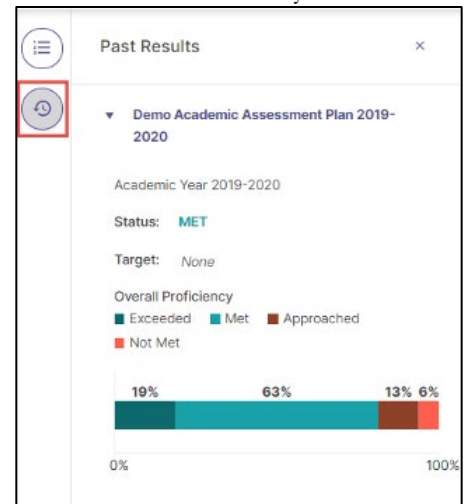 Past Results ×
Demo Academic Assessment Plan 2019-
2020
Academic Year 2019-2020
Status: MET
Target: None
Overall Proficiency
Exceeded Met Approached
Not Met
19% 63% 13% 6%
0% 100%